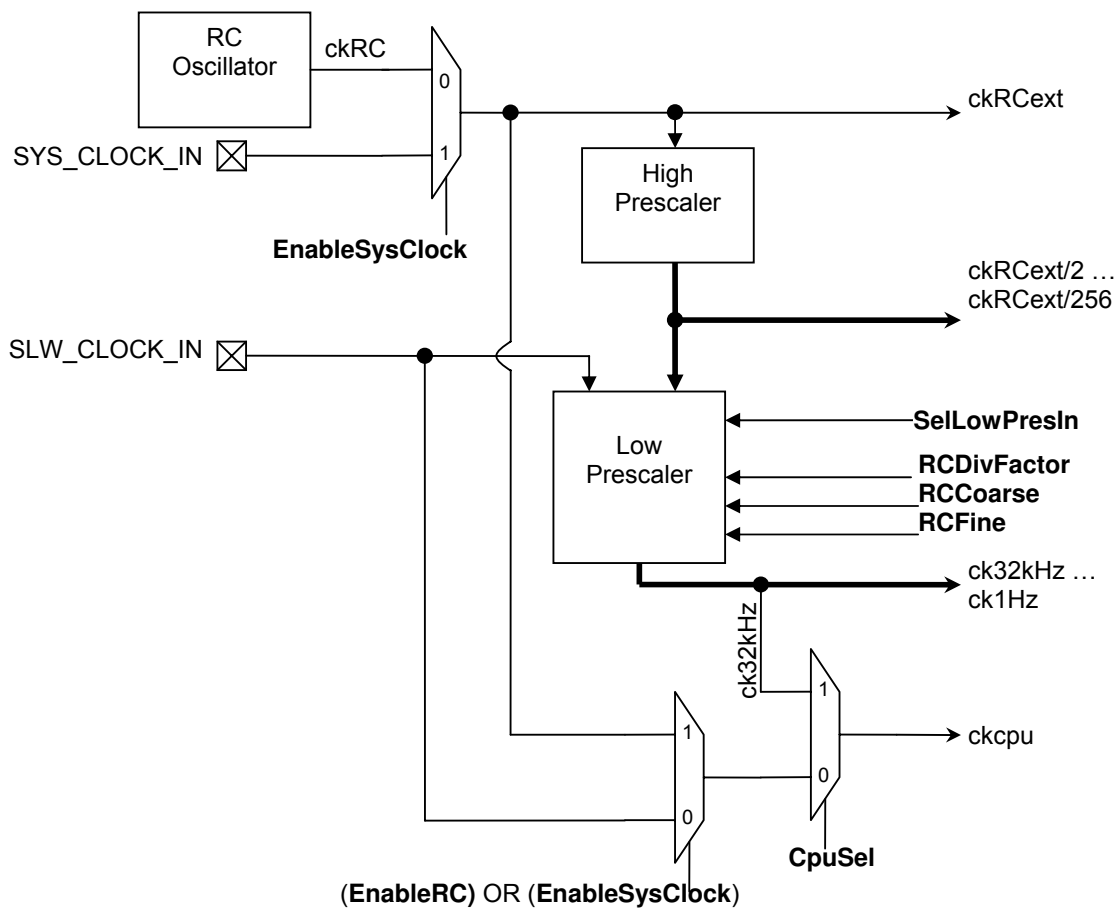 RC
Oscillator
ckRC
0
1
ckRCext
SYS_CLOCK_IN
High
Prescaler
EnableSysClock
ckRCext/2 …
ckRCext/256
SLW_CLOCK_IN
SelLowPresIn
Low
Prescaler
RCDivFactor
RCCoarse
RCFine
ck32kHz …
ck1Hz
ck32kHz
1
1
ckcpu
0
0
CpuSel
(EnableRC) OR (EnableSysClock)